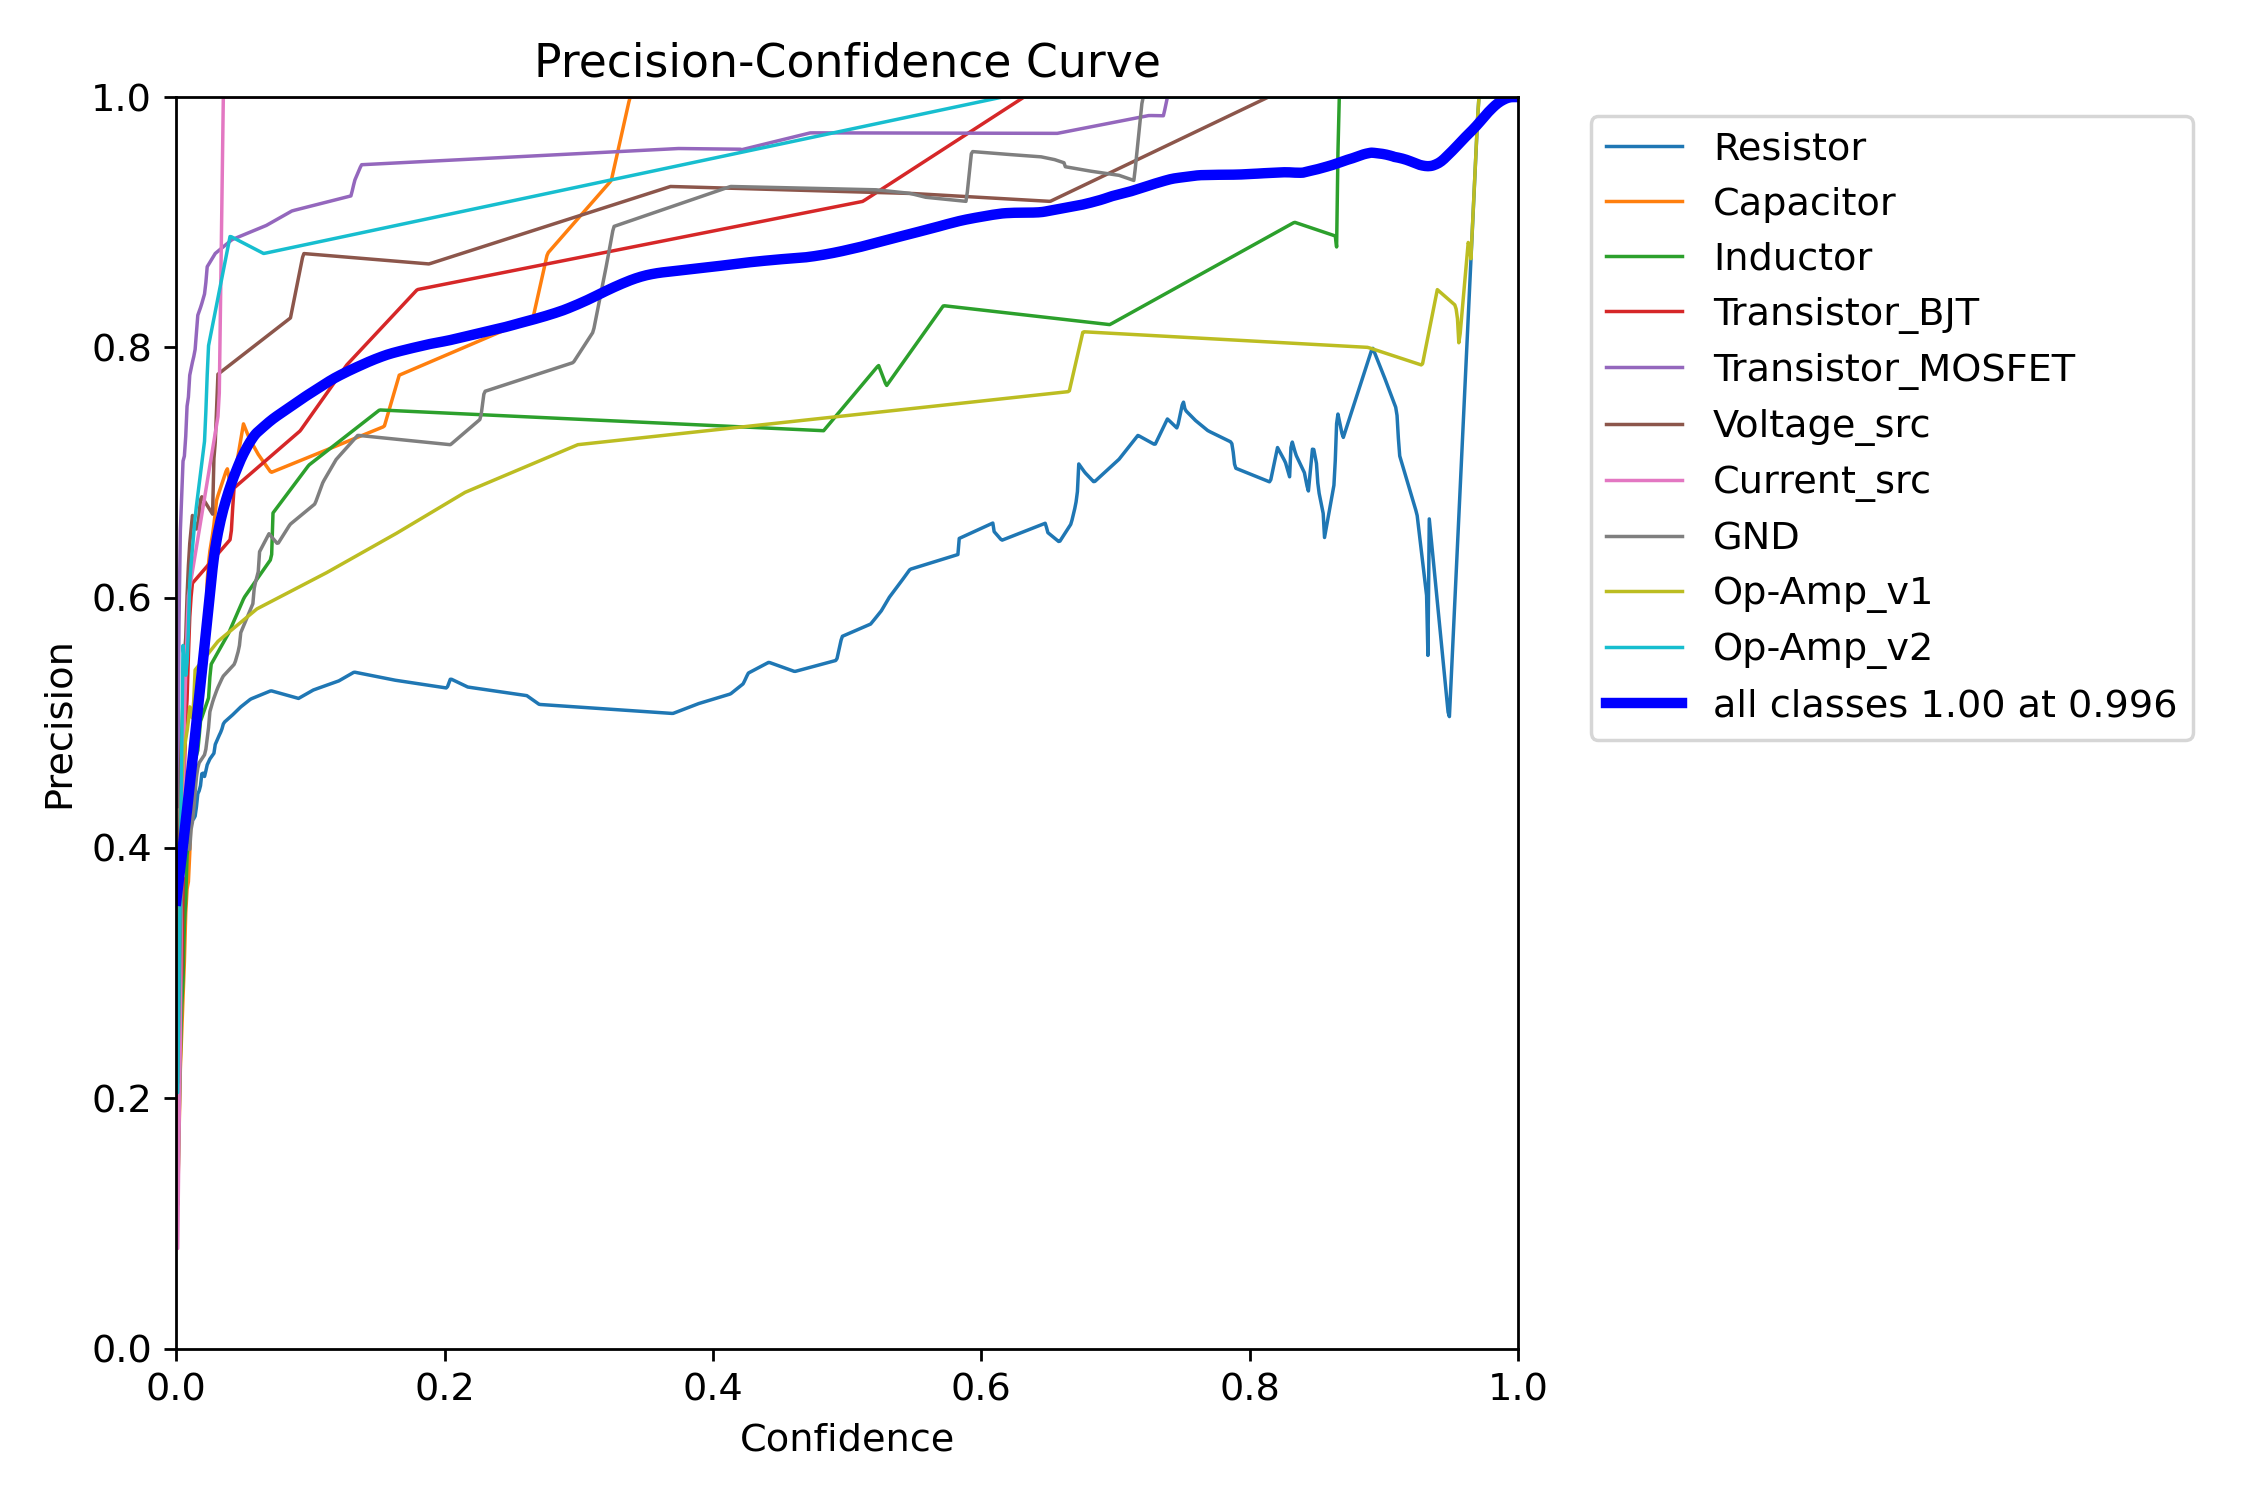 Precision-Confidence Curve
1.0
0.8
0.6
0.4
0.2
0.0
Precision
0.0 0.2 0.4 0.6 0.8 1.0
Confidence
Resistor
Capacitor
Inductor
Transistor_BJT
Transistor_MOSFET
Voltage_src
Current_src
GND
Op-Amp_v1
Op-Amp_v2
all classes 1.00 at 0.996